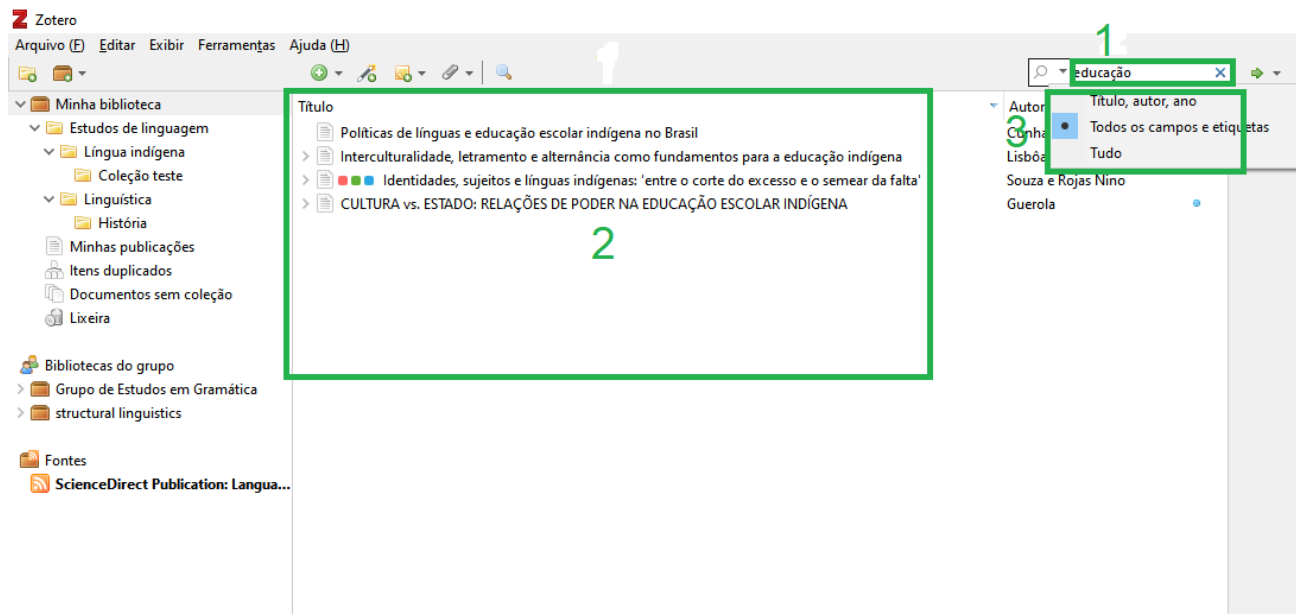 Zotero
Arquivo (F) Editar Exibir Ferramentas Ajuda (H)
1
1
educação
Minha biblioteca
Estudos de linguagem
Língua indígena
Coleção teste
Linguística
História
Minhas publicações
Itens duplicados
Documentos sem coleção
Lixeira
Bibliotecas do grupo
Grupo de Estudos em Gramática
structural linguistics
Fontes
ScienceDirect Publication: Langua...
Título
Políticas de línguas e educação escolar indígena no Brasil
Interculturalidade, letramento e alternância como fundamentos para a educação indígena
Identidades, sujeitos e línguas indígenas: 'entre o corte do excesso e o semear da falta'
CULTURA vs. ESTADO: RELAÇÕES DE PODER NA EDUCAÇÃO ESCOLAR INDÍGENA
2
Autor
Cunha
Lisbôa
Souza e Rojas Nino
Guerola
3
Título, autor, ano
Todos os campos e etiquetas
Tudo